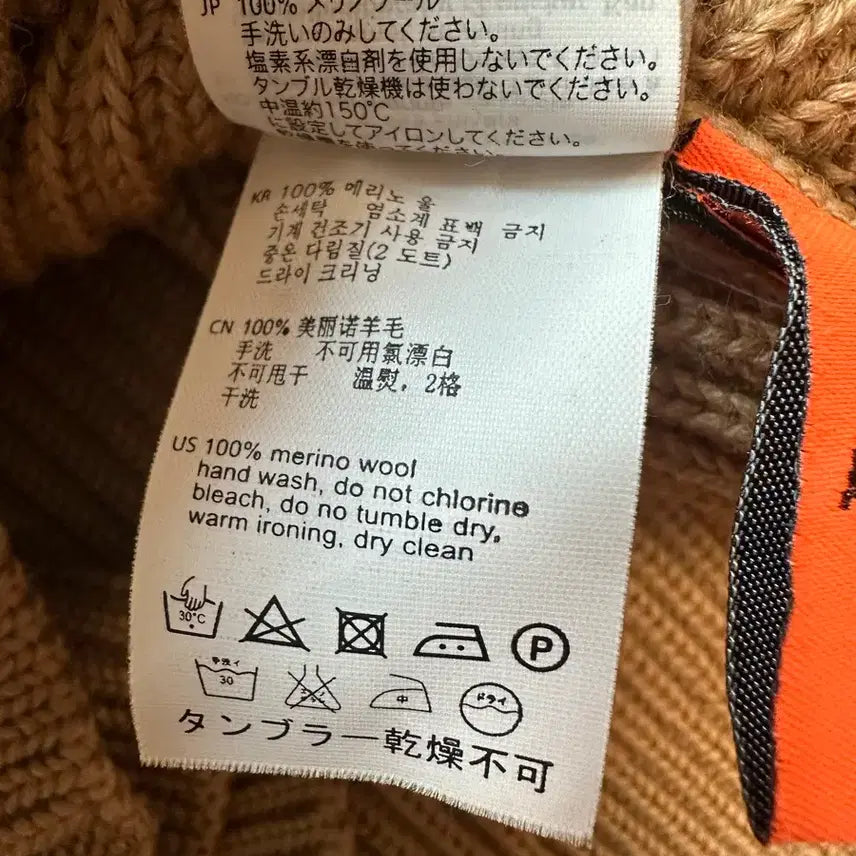 JP 100% メリノウール
手洗いのみしてください。
塩素系漂白剤を使用しないでください。
タンブル乾燥機は使わないでください。
中温約150℃
に設定してアイロンしてください。
KR 100% 메리노 울
손세탁 염소계 표백 금지
기계 건조기 사용 금지
중온 다림질(2 도트)
드라이 크리닝
CN 100% 美丽诺羊毛
手洗 不可用氯漂白
不可甩干 温熨，2格
干洗
US 100% merino wool
hand wash, do not chlorine
bleach, do no tumble dry,
warm ironing, dry clean
30°C
P
手洗イ
30
中
ドライ
タンブラー乾燥不可